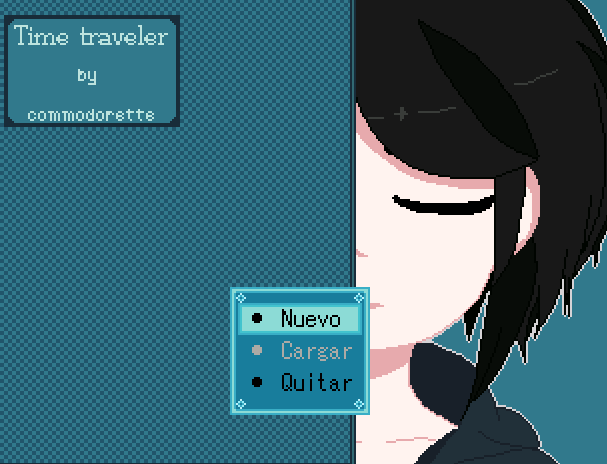 Time traveler
by
commodorette
Nuevo
Cargar
Quitar